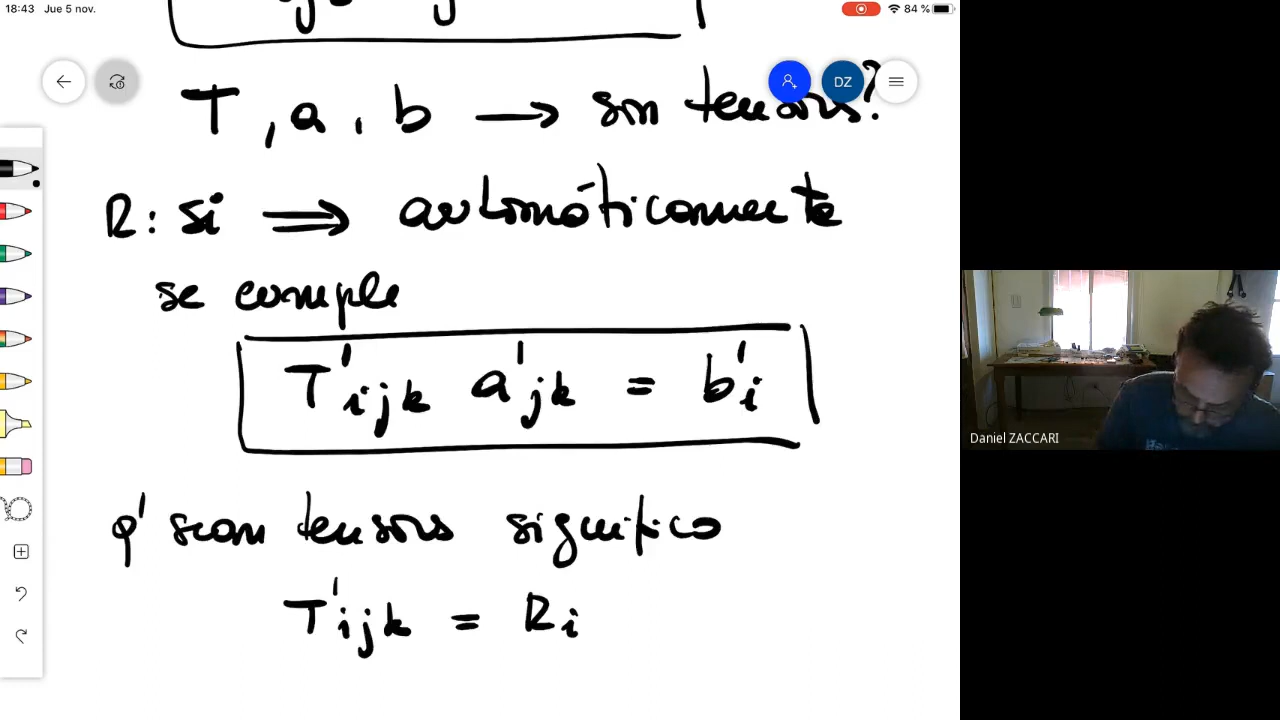 18:43 Jue 5 nov. 84 %
T, a, b → son tensores?
DZ
R: si ⟹ automáticamente
se cumple
T'ijk a'jk = b'i
Daniel ZACCARI
q' sean tensores significa
T'ijk = Ri